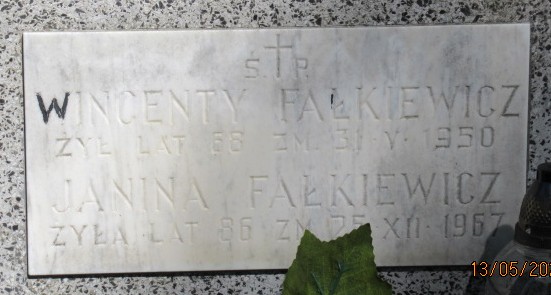 Ś.†P.
WINCENTY FAŁKIEWICZ
ŻYŁ LAT 68 ZM. 31·V·1950
JANINA FAŁKIEWICZ
ŻYŁA LAT 86 ZM. 25·XII·1967
13/05/20